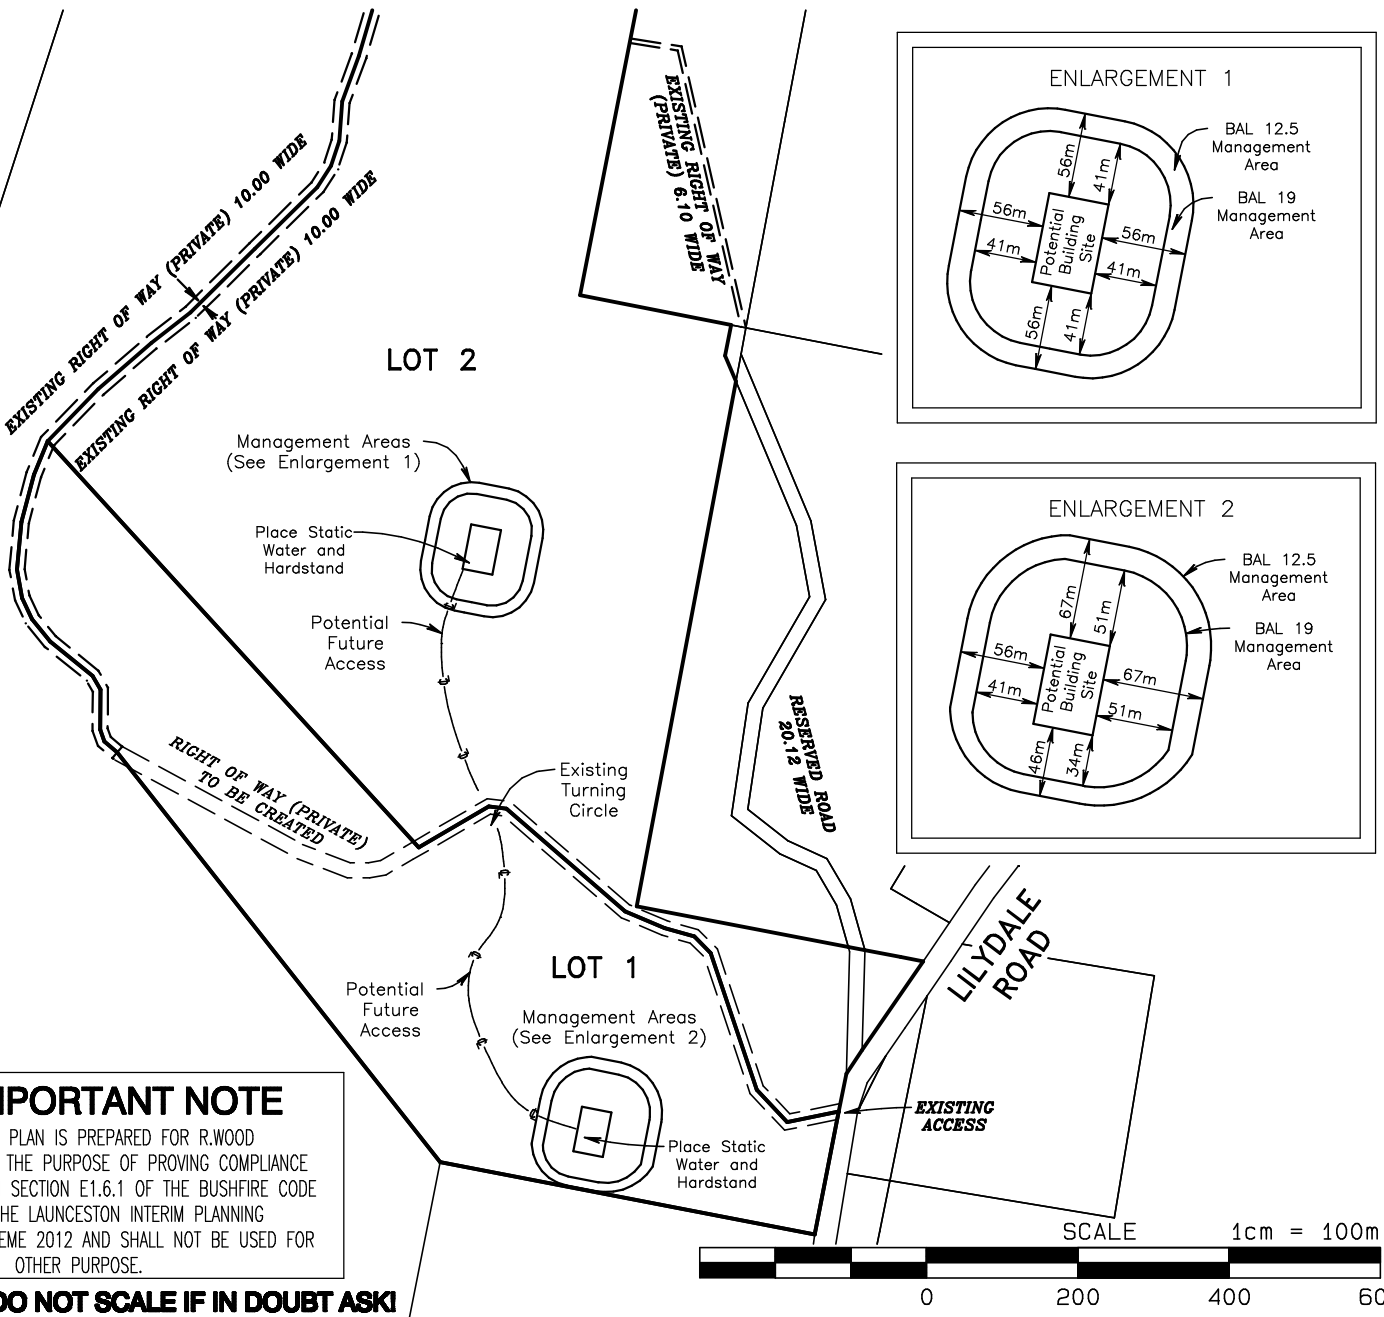 ENLARGEMENT 1
BAL 12.5
Management
Area
BAL 19
Management
Area
56m
41m
56m
41m
56m
41m
56m
41m
Potential
Building
Site
ENLARGEMENT 2
BAL 12.5
Management
Area
BAL 19
Management
Area
67m
51m
56m
41m
67m
51m
46m
34m
Potential
Building
Site
EXISTING RIGHT OF WAY (PRIVATE) 10.00 WIDE
EXISTING RIGHT OF WAY (PRIVATE) 10.00 WIDE
EXISTING RIGHT OF WAY
(PRIVATE) 6.10 WIDE
LOT 2
Management Areas
(See Enlargement 1)
Place Static
Water and
Hardstand
Potential
Future
Access
RIGHT OF WAY (PRIVATE)
TO BE CREATED
Existing
Turning
Circle
RESERVED ROAD
20.12 WIDE
LILYDALE
ROAD
LOT 1
Potential
Future
Access
Management Areas
(See Enlargement 2)
Place Static
Water and
Hardstand
EXISTING
ACCESS
MPORTANT NOTE
PLAN IS PREPARED FOR R.WOOD
THE PURPOSE OF PROVING COMPLIANCE
SECTION E1.6.1 OF THE BUSHFIRE CODE
HE LAUNCESTON INTERIM PLANNING
EME 2012 AND SHALL NOT BE USED FOR
OTHER PURPOSE.
DO NOT SCALE IF IN DOUBT ASK!
SCALE 1cm = 100m
0 200 400 60